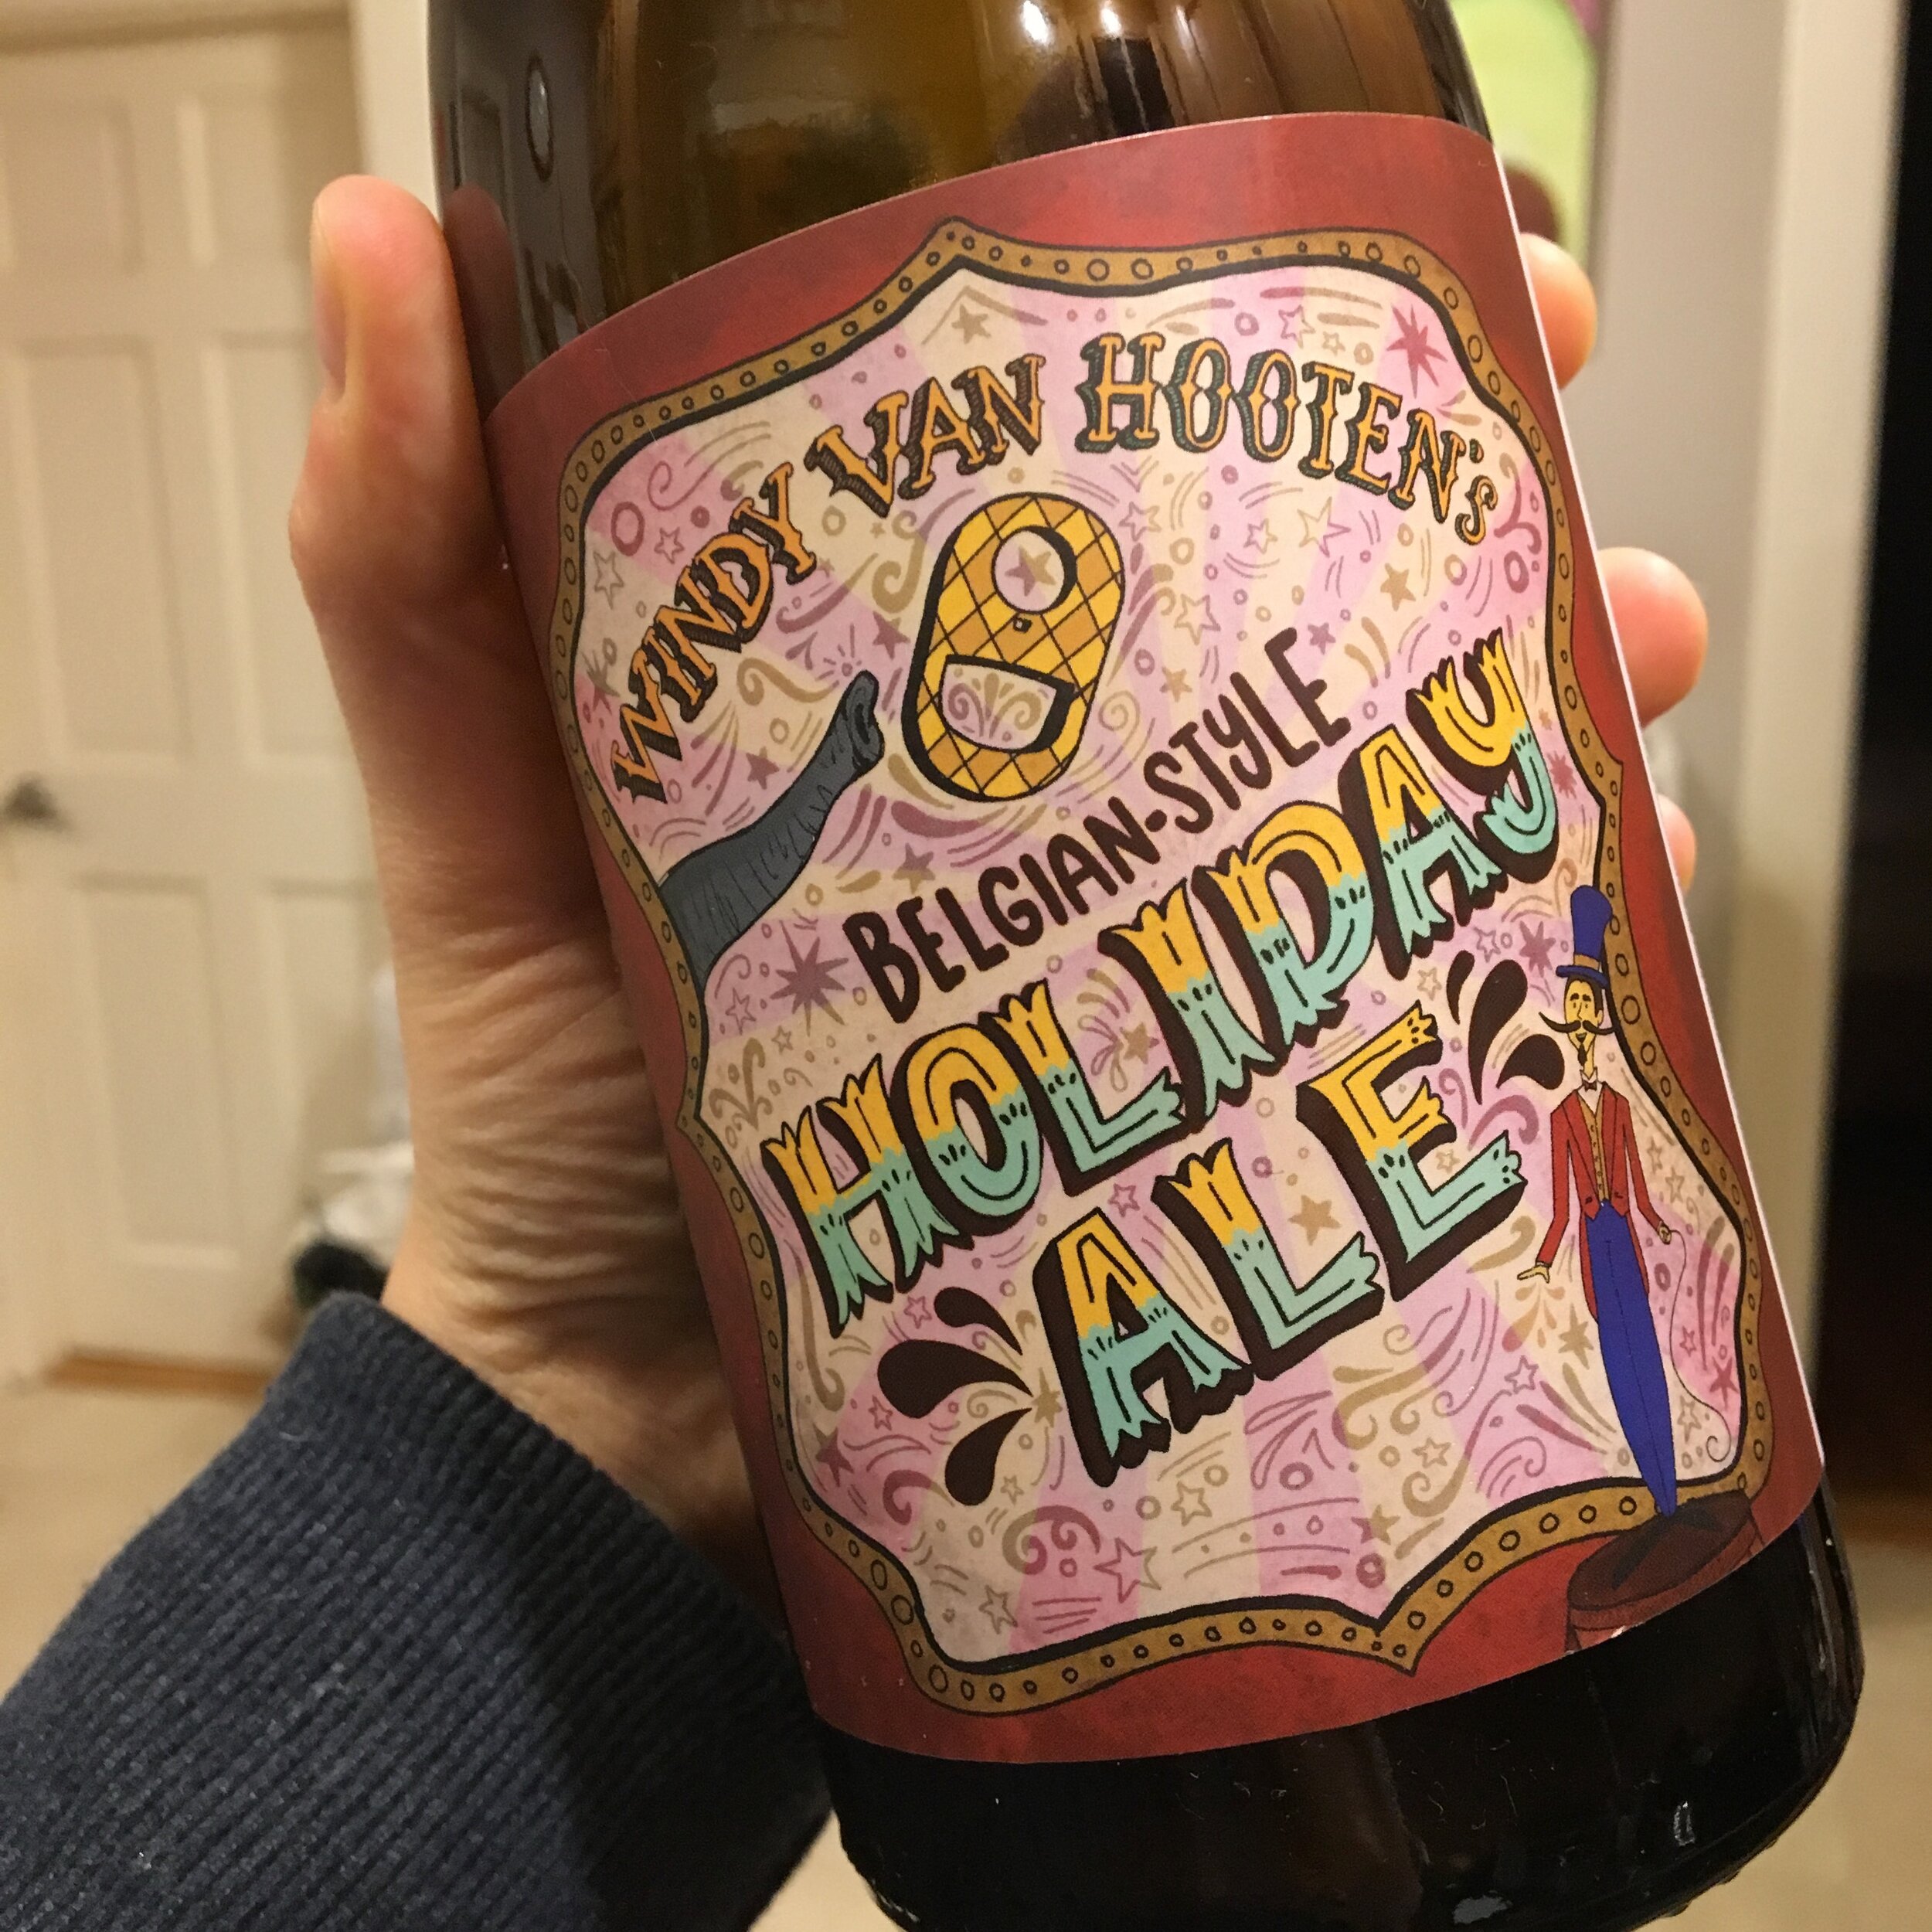 WINDY VAN HOOTEN'S
BELGIAN-STYLE
HOLIDAY
ALE